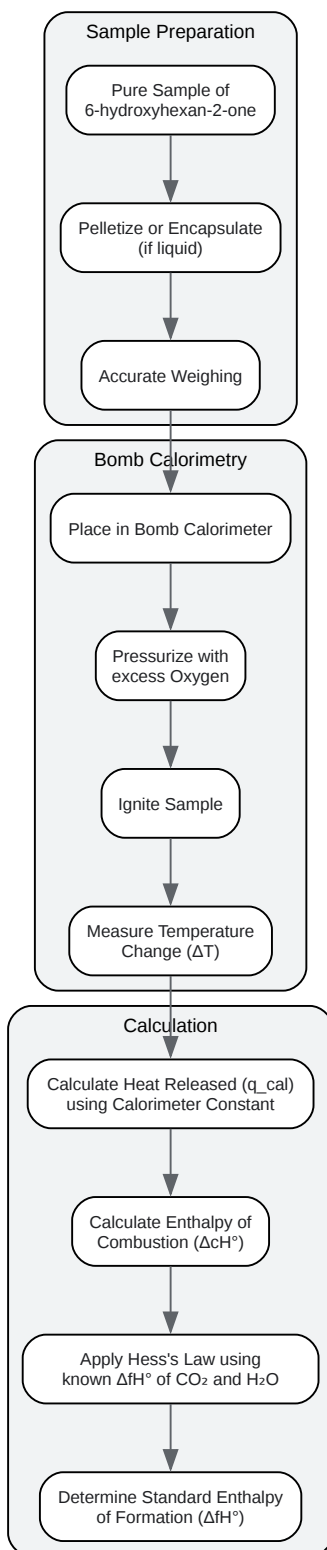 Sample Preparation
Pure Sample of
6-hydroxyhexan-2-one
Pelletize or Encapsulate
(if liquid)
Accurate Weighing
Bomb Calorimetry
Place in Bomb Calorimeter
Pressurize with
excess Oxygen
Ignite Sample
Measure Temperature
Change (ΔT)
Calculation
Calculate Heat Released (q_cal)
using Calorimeter Constant
Calculate Enthalpy of
Combustion (ΔcH°)
Apply Hess's Law using
known ΔfH° of CO₂ and H₂O
Determine Standard Enthalpy
of Formation (ΔfH°)